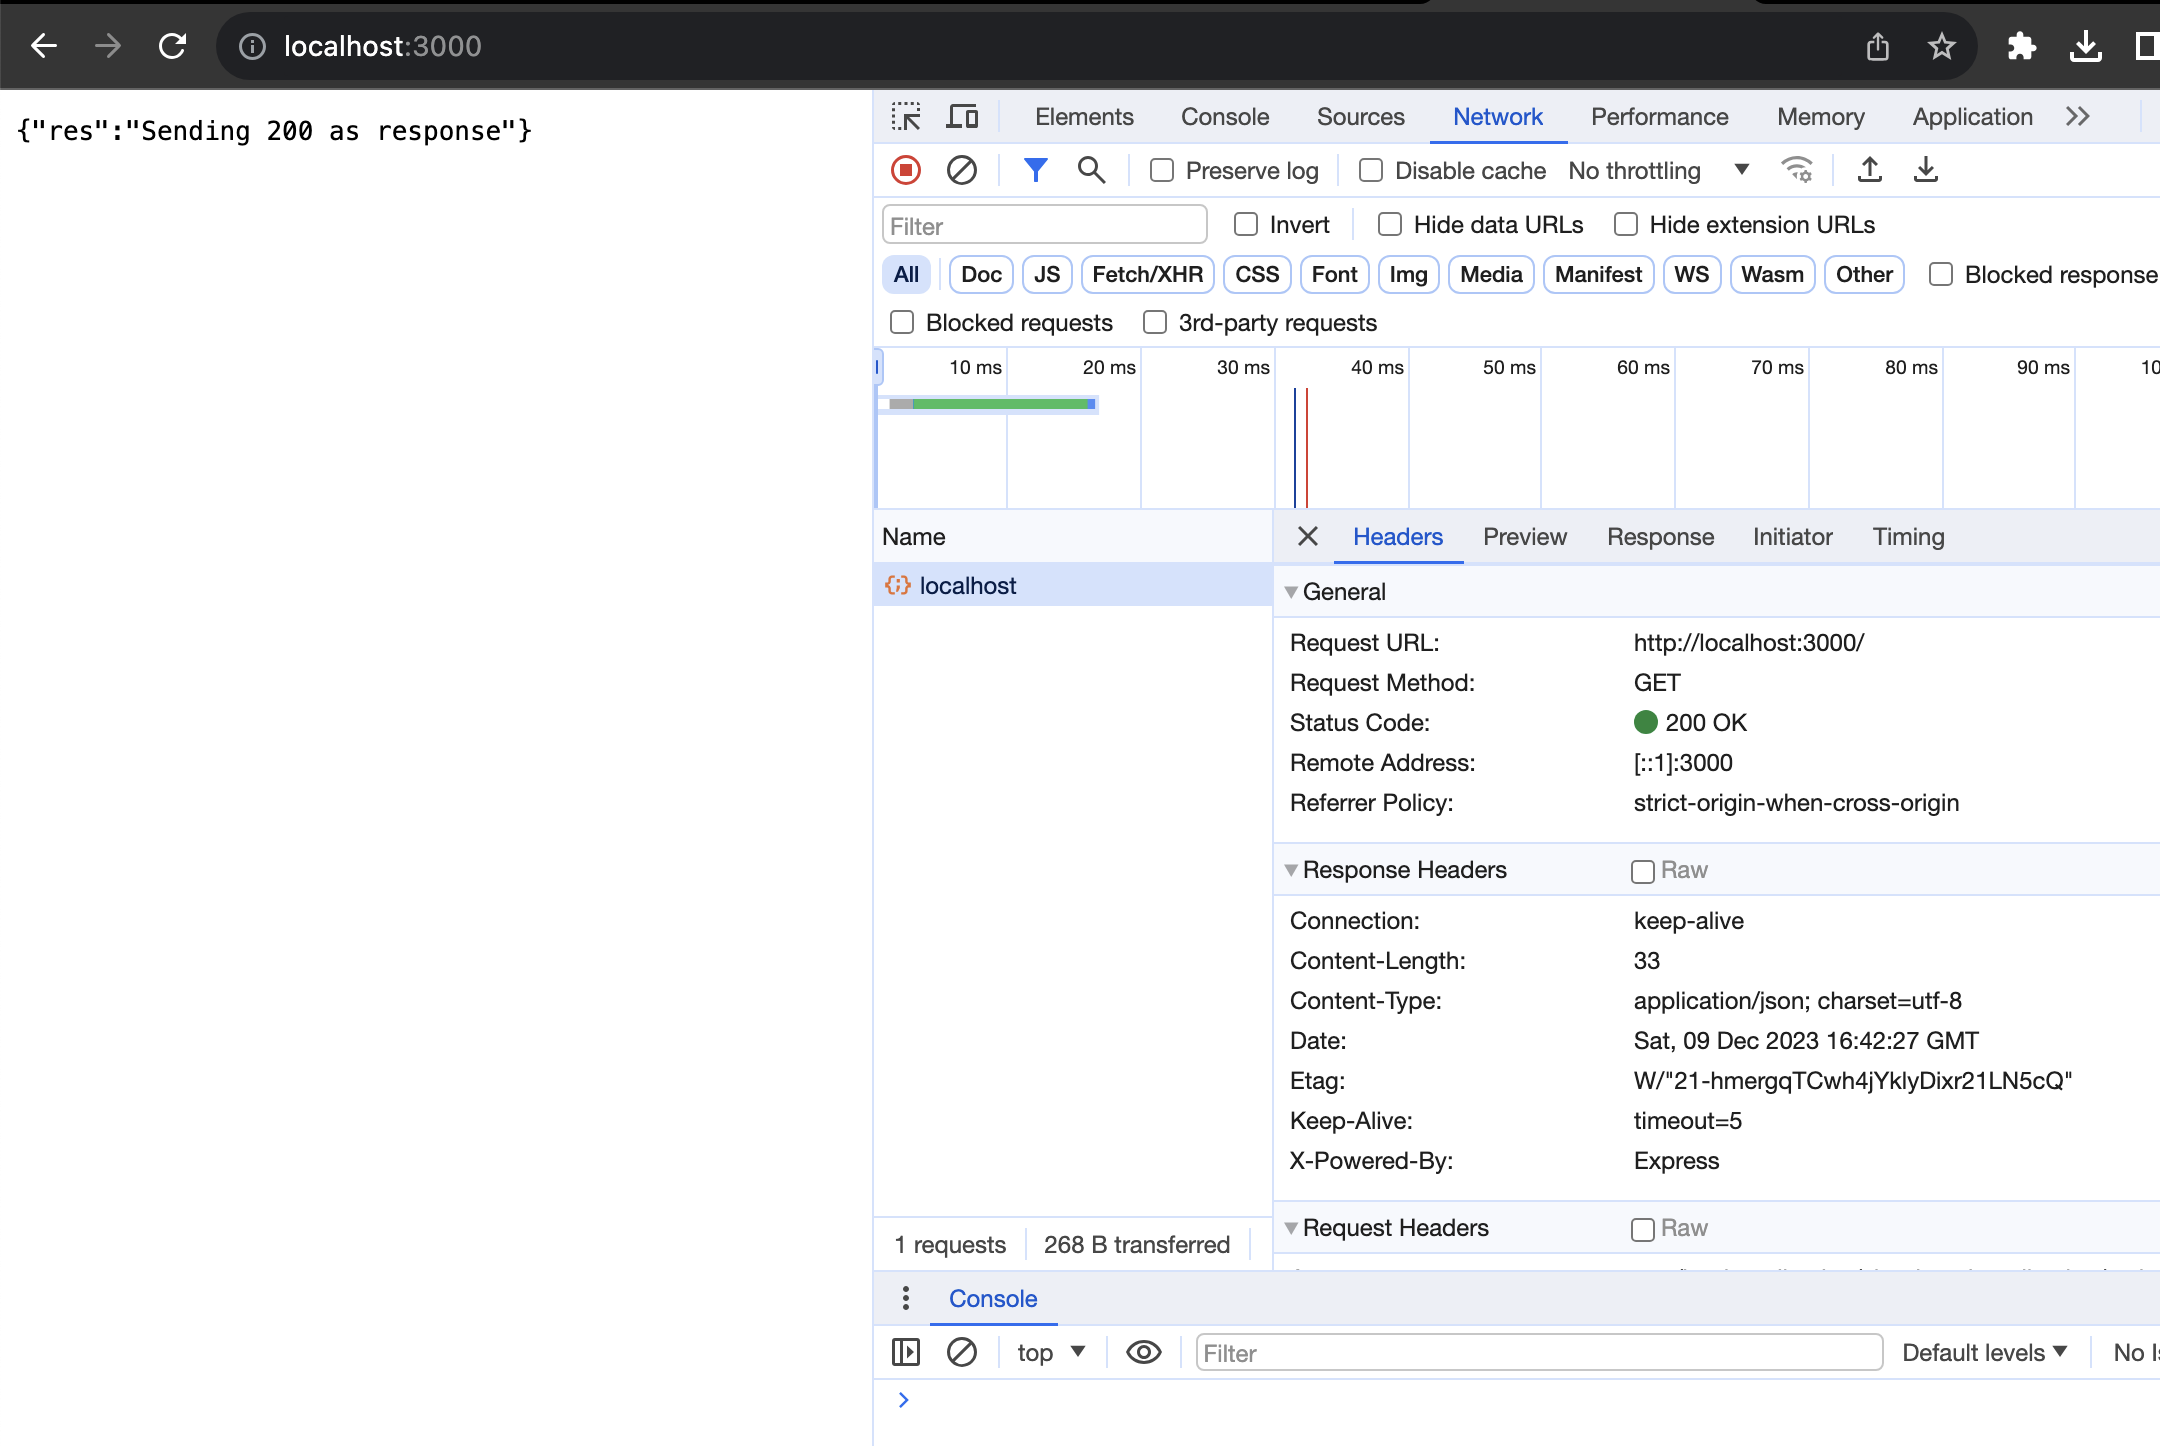 localhost:3000
{"res":"Sending 200 as response"}
Elements Console Sources Network Performance Memory Application
Preserve log Disable cache No throttling
Filter Invert Hide data URLs Hide extension URLs
All Doc JS Fetch/XHR CSS Font Img Media Manifest WS Wasm Other Blocked response
Blocked requests 3rd-party requests
10 ms 20 ms 30 ms 40 ms 50 ms 60 ms 70 ms 80 ms 90 ms 10
Name
localhost
Headers Preview Response Initiator Timing
General
Request URL: http://localhost:3000/
Request Method: GET
Status Code: 200 OK
Remote Address: [::1]:3000
Referrer Policy: strict-origin-when-cross-origin
Response Headers Raw
Connection: keep-alive
Content-Length: 33
Content-Type: application/json; charset=utf-8
Date: Sat, 09 Dec 2023 16:42:27 GMT
Etag: W/"21-hmergqTCwh4jYklyDixr21LN5cQ"
Keep-Alive: timeout=5
X-Powered-By: Express
Request Headers Raw
1 requests 268 B transferred
Console
top Filter Default levels No